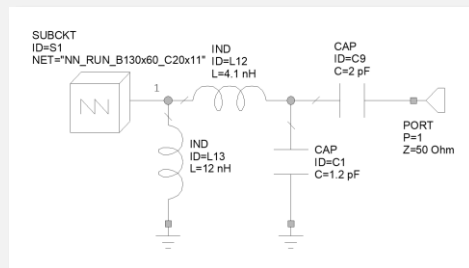 SUBCKT
ID=S1
NET="NN_RUN_B130x60_C20x11"
NN
1
IND
ID=L12
L=4.1 nH
CAP
ID=C9
C=2 pF
PORT
P=1
Z=50 Ohm
IND
ID=L13
L=12 nH
CAP
ID=C1
C=1.2 pF